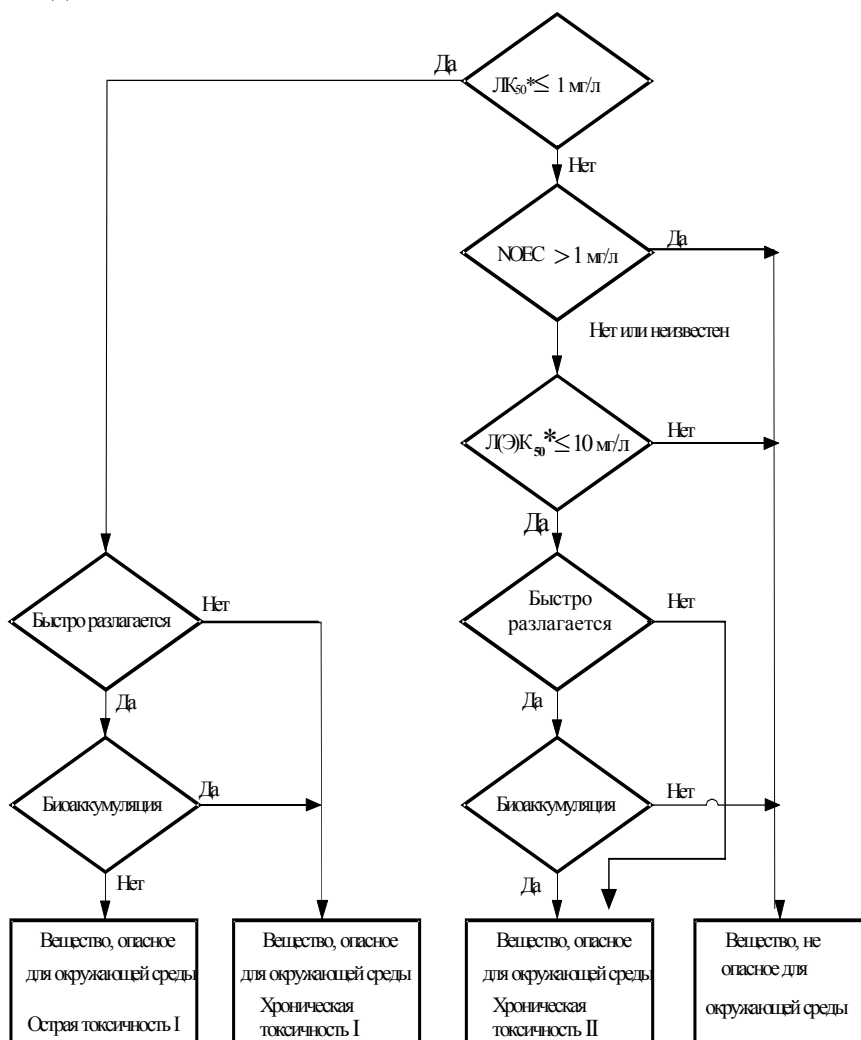 Да
ЛК50*≤ 1 мг/л
Нет
NOEC > 1 мг/л
Да
Нет или неизвестен
Л(Э)К50*≤ 10 мг/л
Нет
Да
Быстро разлагается
Нет
Быстро
разлагается
Нет
Да
Да
Биоаккумуляция
Да
Биоаккумуляция
Нет
Нет
Да
Вещество, опасное
для окружающей среды
Острая токсичность I
Вещество, опасное
для окружающей среды
Хроническая
токсичность I
Вещество, опасное
для окружающей среды
Хроническая
токсичность II
Вещество, не
опасное для
окружающей среды